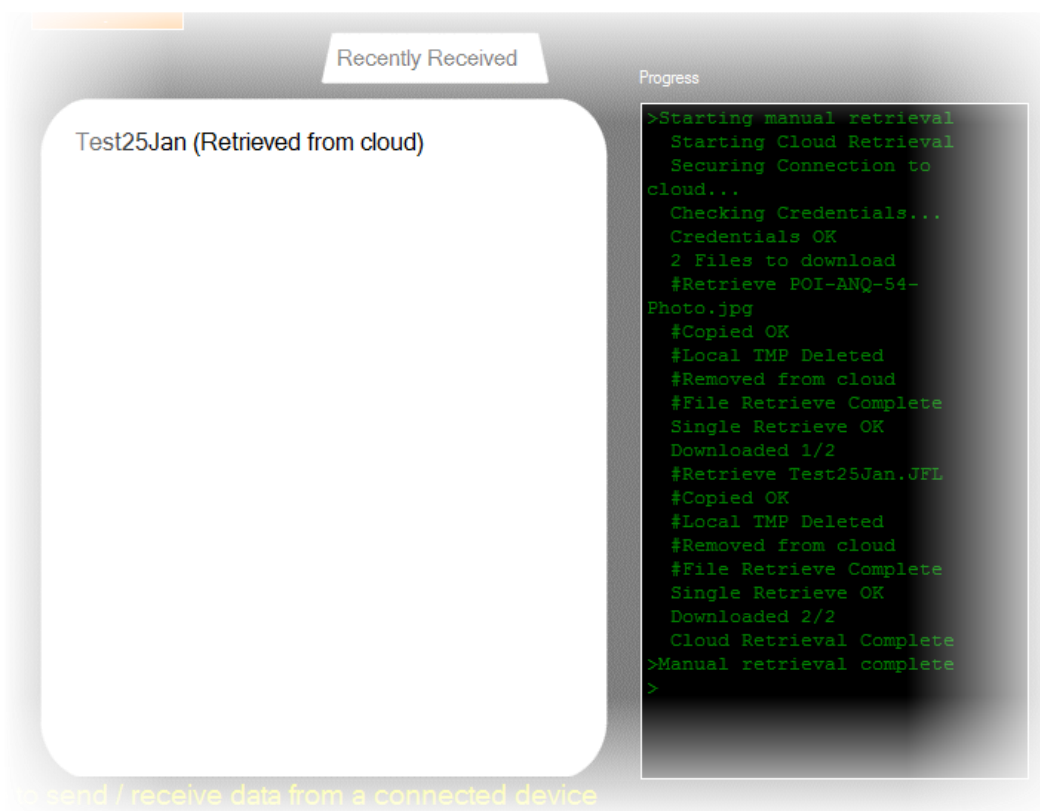 Recently Received
Test25Jan (Retrieved from cloud)
Progress
>Starting manual retrieval
Starting Cloud Retrieval
Securing Connection to
cloud...
Checking Credentials...
Credentials OK
2 Files to download
#Retrieve POI-ANQ-54-
Photo.jpg
#Copied OK
#Local TMP Deleted
#Removed from cloud
#File Retrieve Complete
Single Retrieve OK
Downloaded 1/2
#Retrieve Test25Jan.JFL
#Copied OK
#Local TMP Deleted
#Removed from cloud
#File Retrieve Complete
Single Retrieve OK
Downloaded 2/2
Cloud Retrieval Complete
>Manual retrieval complete
>
to send / receive data from a connected device